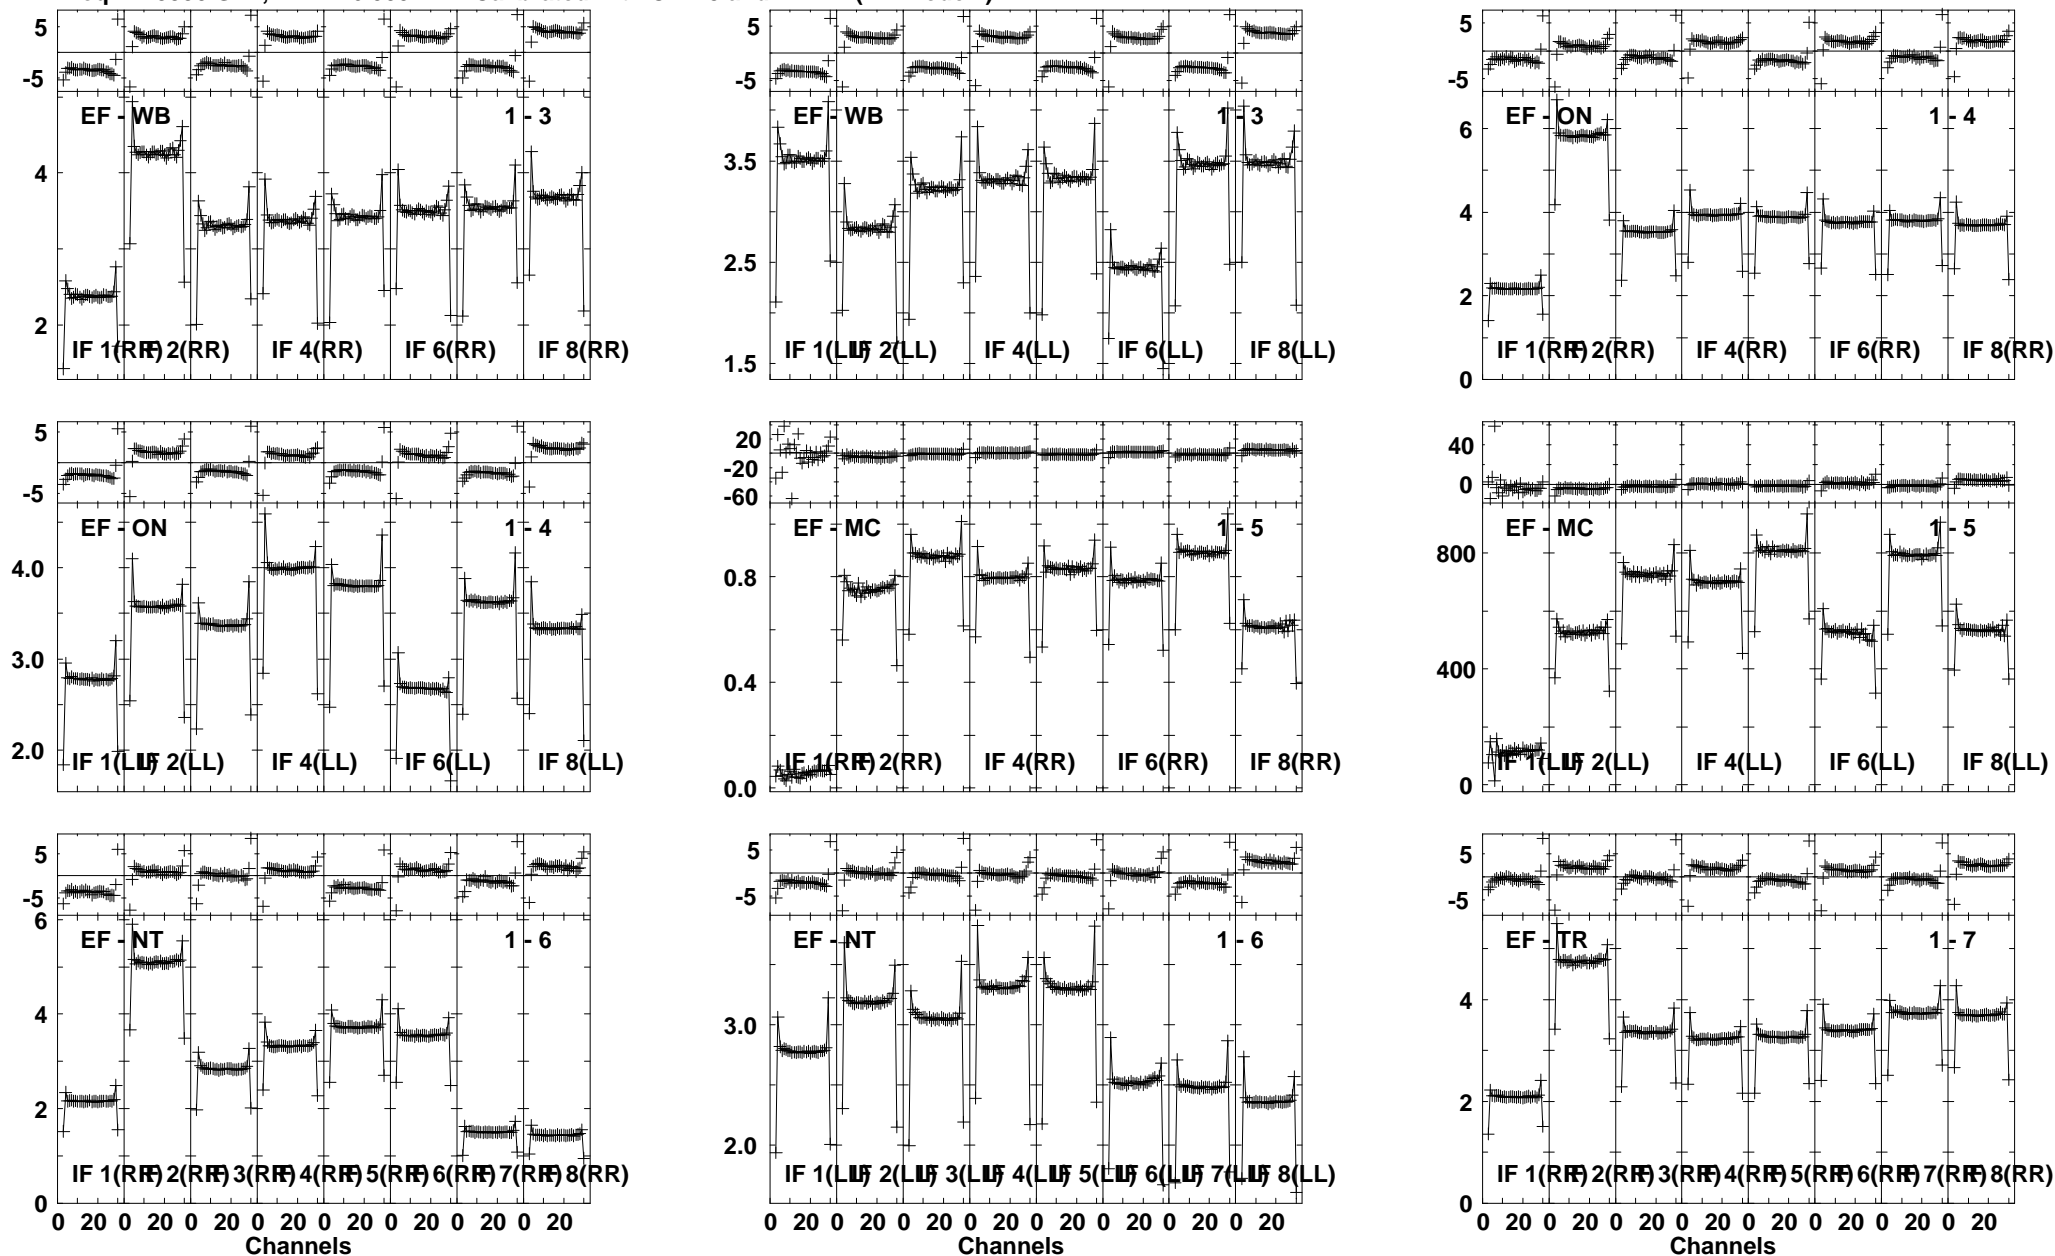 5
-5
EF - WB 1 - 3
4
2
IF 1(RR) IF 2(RR) IF 4(RR) IF 6(RR) IF 8(RR)
5
-5
EF - WB 1 - 3
3.5
2.5
1.5
IF 1(LL) IF 2(LL) IF 4(LL) IF 6(LL) IF 8(LL)
5
-5
EF - ON 1 - 4
6
4
2
0
IF 1(RR) IF 2(RR) IF 4(RR) IF 6(RR) IF 8(RR)
5
-5
EF - ON 1 - 4
4.0
3.0
2.0
IF 1(LL) IF 2(LL) IF 4(LL) IF 6(LL) IF 8(LL)
20
-20
-60
EF - MC 1 - 5
0.8
0.4
0.0
IF 1(RR) IF 2(RR) IF 4(RR) IF 6(RR) IF 8(RR)
40
0
EF - MC 1 - 5
800
400
0
IF 1(LL) IF 2(LL) IF 4(LL) IF 6(LL) IF 8(LL)
5
-5
EF - NT 1 - 6
6
4
2
0
IF 1(RR) IF 2(RR) IF 3(RR) IF 4(RR) IF 5(RR) IF 6(RR) IF 7(RR) IF 8(RR)
0 20 0 20 0 20 0 20 0 20 0 20 0 20 0 20
Channels
5
-5
EF - NT 1 - 6
3.0
2.0
IF 1(LL) IF 2(LL) IF 3(LL) IF 4(LL) IF 5(LL) IF 6(LL) IF 7(LL) IF 8(LL)
0 20 0 20 0 20 0 20 0 20 0 20 0 20 0 20
Channels
5
-5
EF - TR 1 - 7
4
2
0
IF 1(RR) IF 2(RR) IF 3(RR) IF 4(RR) IF 5(RR) IF 6(RR) IF 7(RR) IF 8(RR)
0 20 0 20 0 20 0 20 0 20 0 20 0 20 0 20
Channels